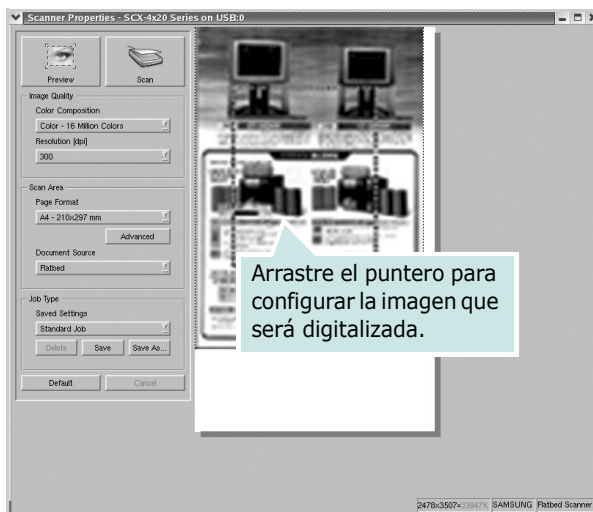 Scanner Properties - SCX-4x20 Series on USB:0
Preview
Scan
Image Quality
Color Composition
Color - 16 Million Colors
Resolution [dpi]
300
Scan Area
Page Format
A4 - 210x297 mm
Advanced
Document Source
Flatbed
Job Type
Saved Settings
Standard Job
Delete
Save
Save As...
Default
Cancel
Arrastre el puntero para
configurar la imagen que
será digitalizada.
2478x3507=33947K
SAMSUNG
Flatbed Scanner